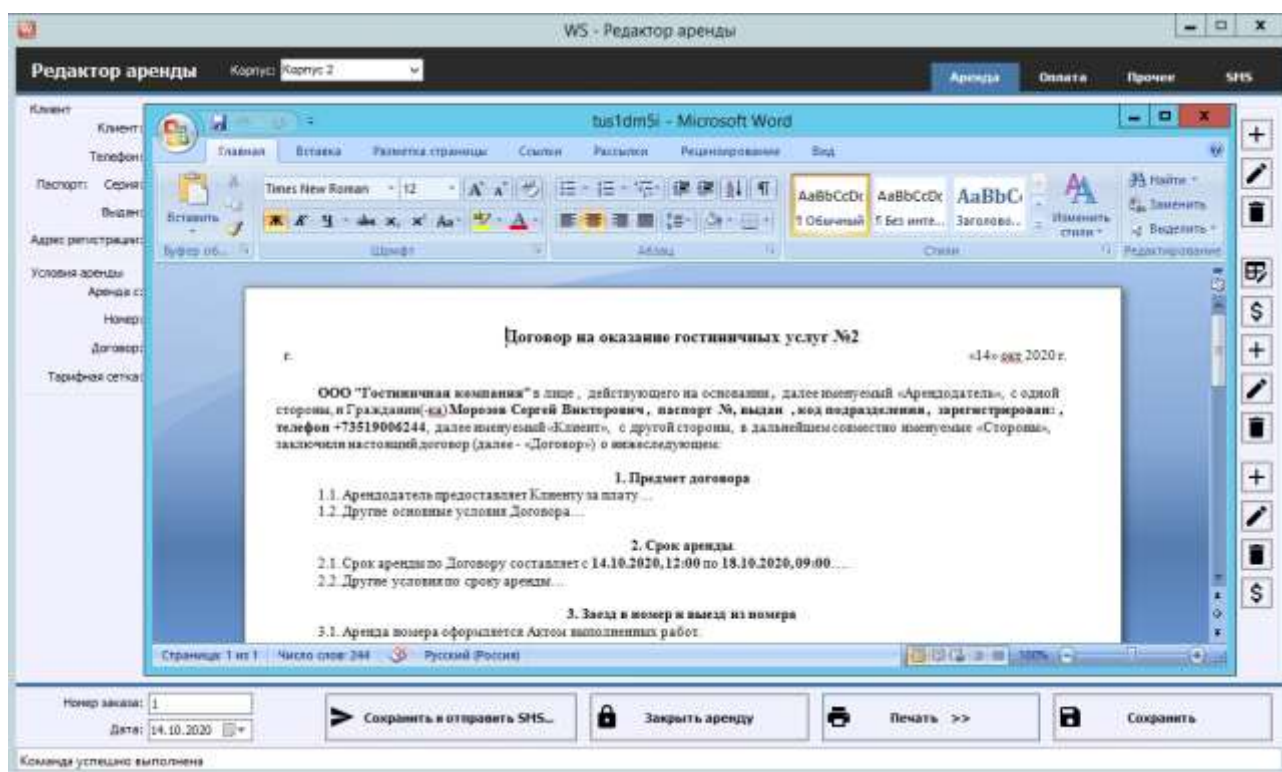 WS - Редактор аренды
Редактор аренды Корпус: Корпус 2 Аренда Оплата Прочее SMS
Клиент
Клиент:
Телефон:
Паспорт: Серия:
Выдан:
Адрес регистрации:
Условия аренды
Аренда с:
Номер:
Договор:
Тарифная сетка:
tus1dm5i - Microsoft Word
Главная Вставка Разметка страницы Ссылки Рассылки Рецензирование Вид
Вставить
Times New Roman 12
Ж К Ч abc x, x² Aa
AaBbCcDc AaBbCcDc AaBbC
¶ Обычный ¶ Без инте... Заголово...
Изменить стили
Найти
Заменить
Выделить
Буфер об... Шрифт Абзац Стили Редактирование
Договор на оказание гостиничных услуг №2
г. «14» окт 2020 г.
ООО "Гостиничная компания" в лице , действующего на основании , далее именуемый «Арендодатель», с одной
стороны, и Гражданин(-ка) Морозов Сергей Викторович , паспорт №, выдан , код подразделения , зарегистрирован: ,
телефон +73519006244, далее именуемый «Клиент», с другой стороны, в дальнейшем совместно именуемые «Стороны»,
заключили настоящий договор (далее - «Договор») о нижеследующем:
1. Предмет договора
1.1. Арендодатель предоставляет Клиенту за плату....
1.2. Другие основные условия Договора....
2. Срок аренды
2.1. Срок аренды по Договору составляет с 14.10.2020, 12:00 по 18.10.2020, 09:00.....
2.2. Другие условия по сроку аренды....
3. Заезд в номер и выезд из номера
3.1. Аренда номера оформляется Актом выполненных работ.
Страница: 1 из 1 Число слов: 244 Русский (Россия) 100%
Номер заказа: 1
Дата: 14.10.2020
Сохранить и отправить SMS... Закрыть аренду Печать >> Сохранить
Команда успешно выполнена